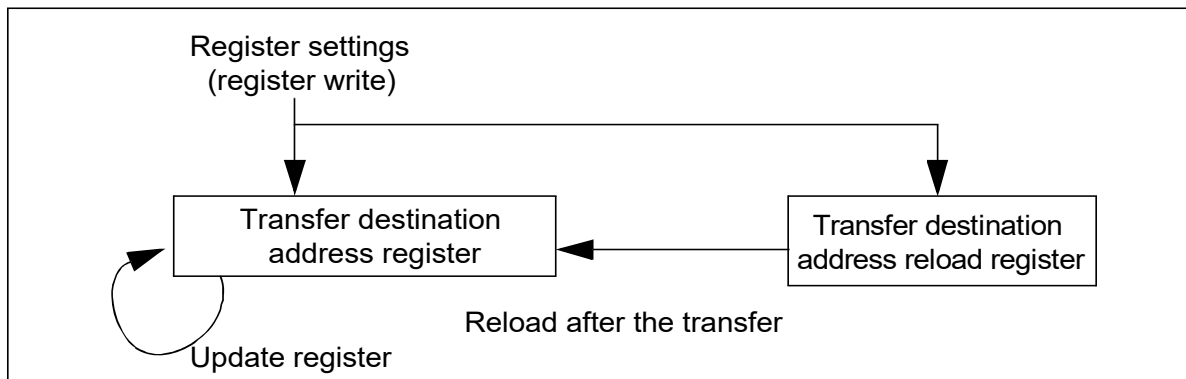 Register settings
(register write)
Transfer destination
address register
Transfer destination
address reload register
Reload after the transfer
Update register